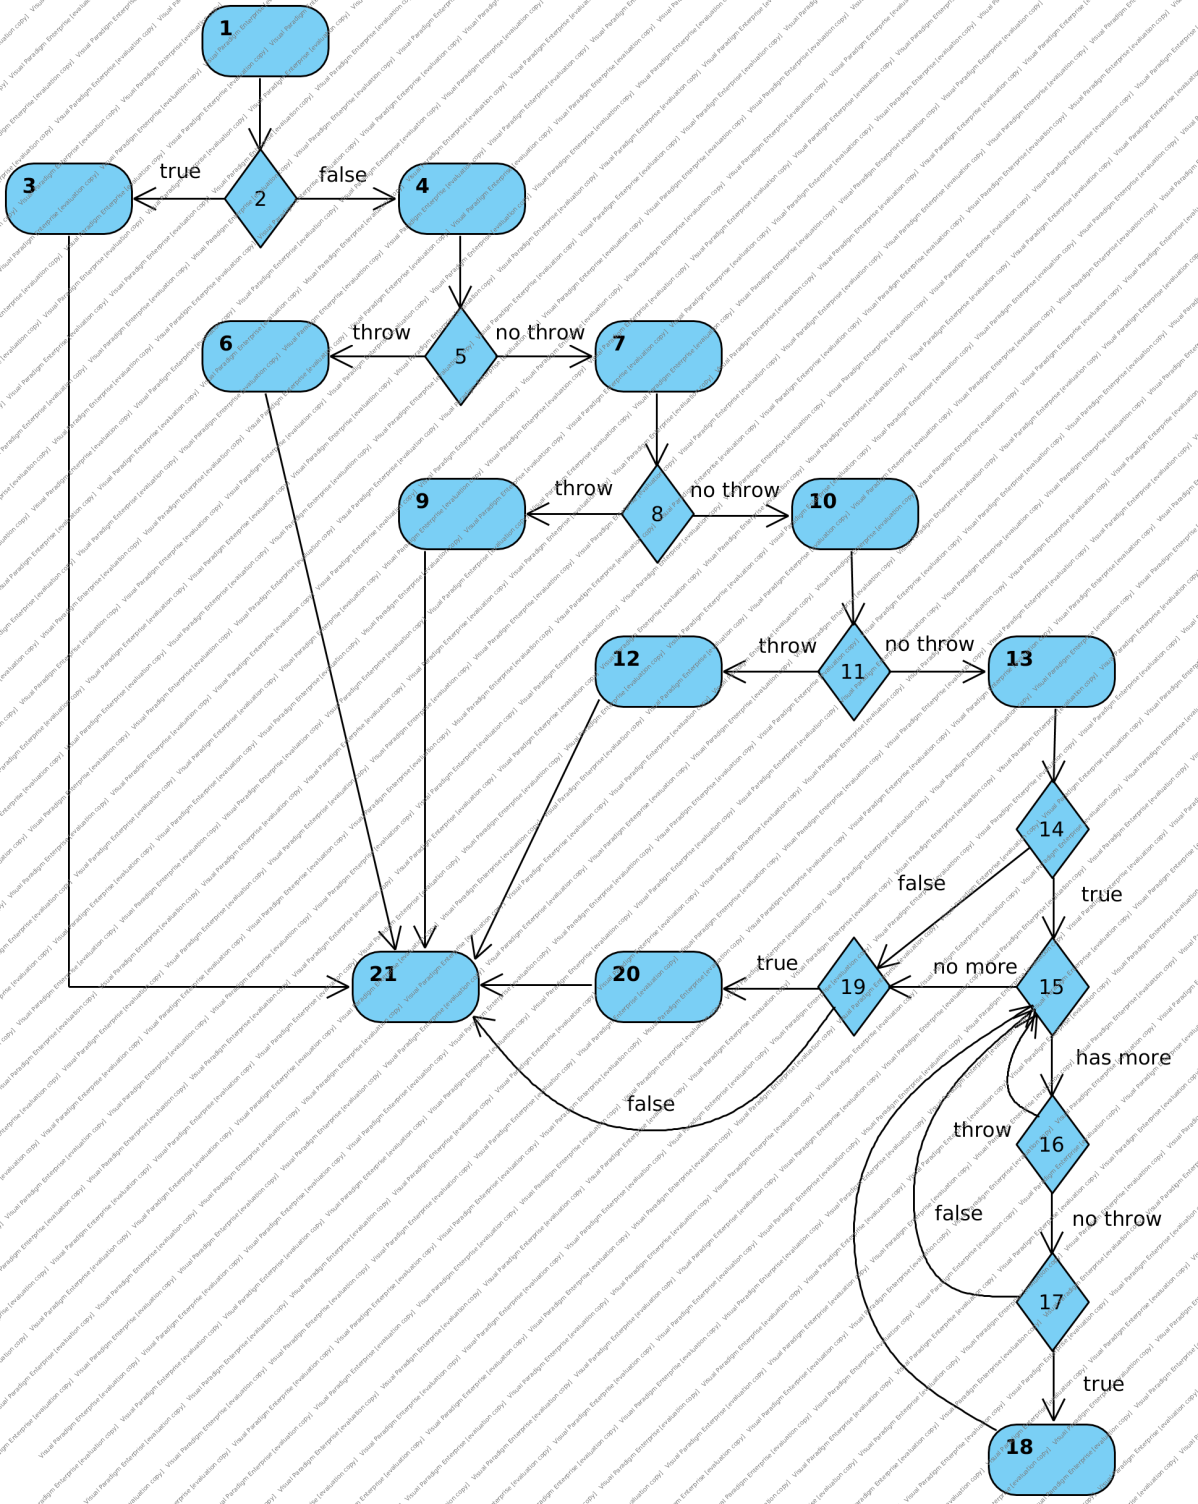 1
true
false
3
2
4
throw
no throw
6
5
7
throw
no throw
9
8
10
throw
no throw
12
11
13
14
false
true
true
no more
21
20
19
15
has more
false
throw
16
false
no throw
17
true
18
Visual Paradigm Enterprise [evaluation copy]